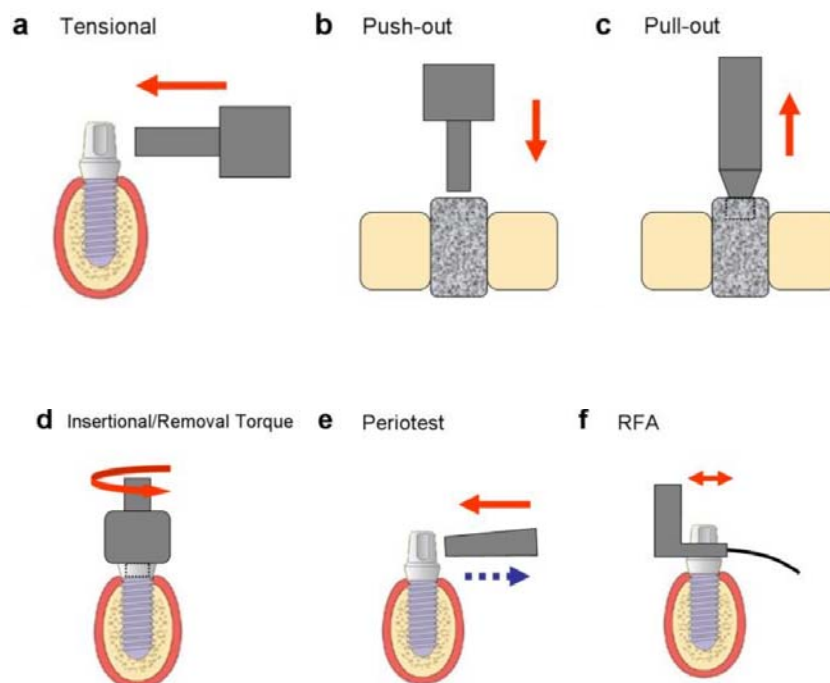 a Tensional
b Push-out
c Pull-out
d Insertional/Removal Torque
e Periotest
f RFA